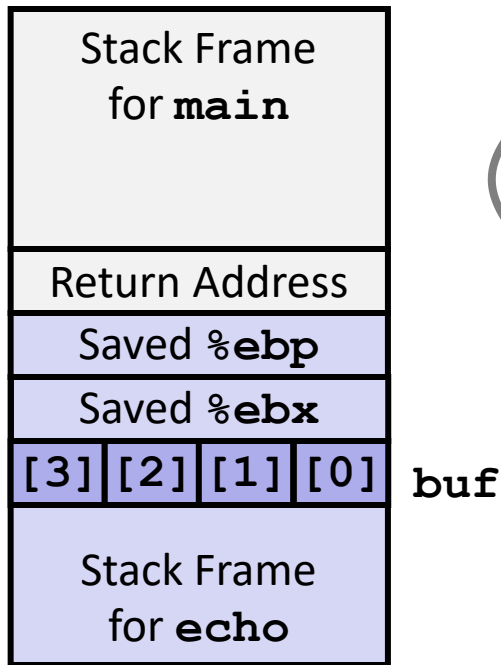 Stack Frame
for main
Return Address
Saved %ebp
Saved %ebx
[3] [2] [1] [0] buf
Stack Frame
for echo